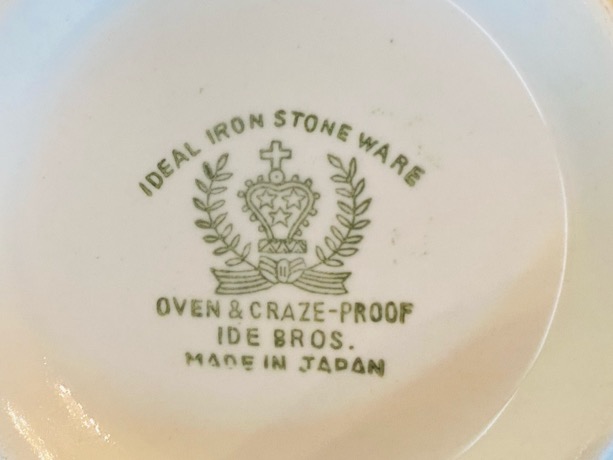 IDEAL IRON STONE WARE
OVEN & CRAZE-PROOF
IDE BROS.
MADE IN JAPAN